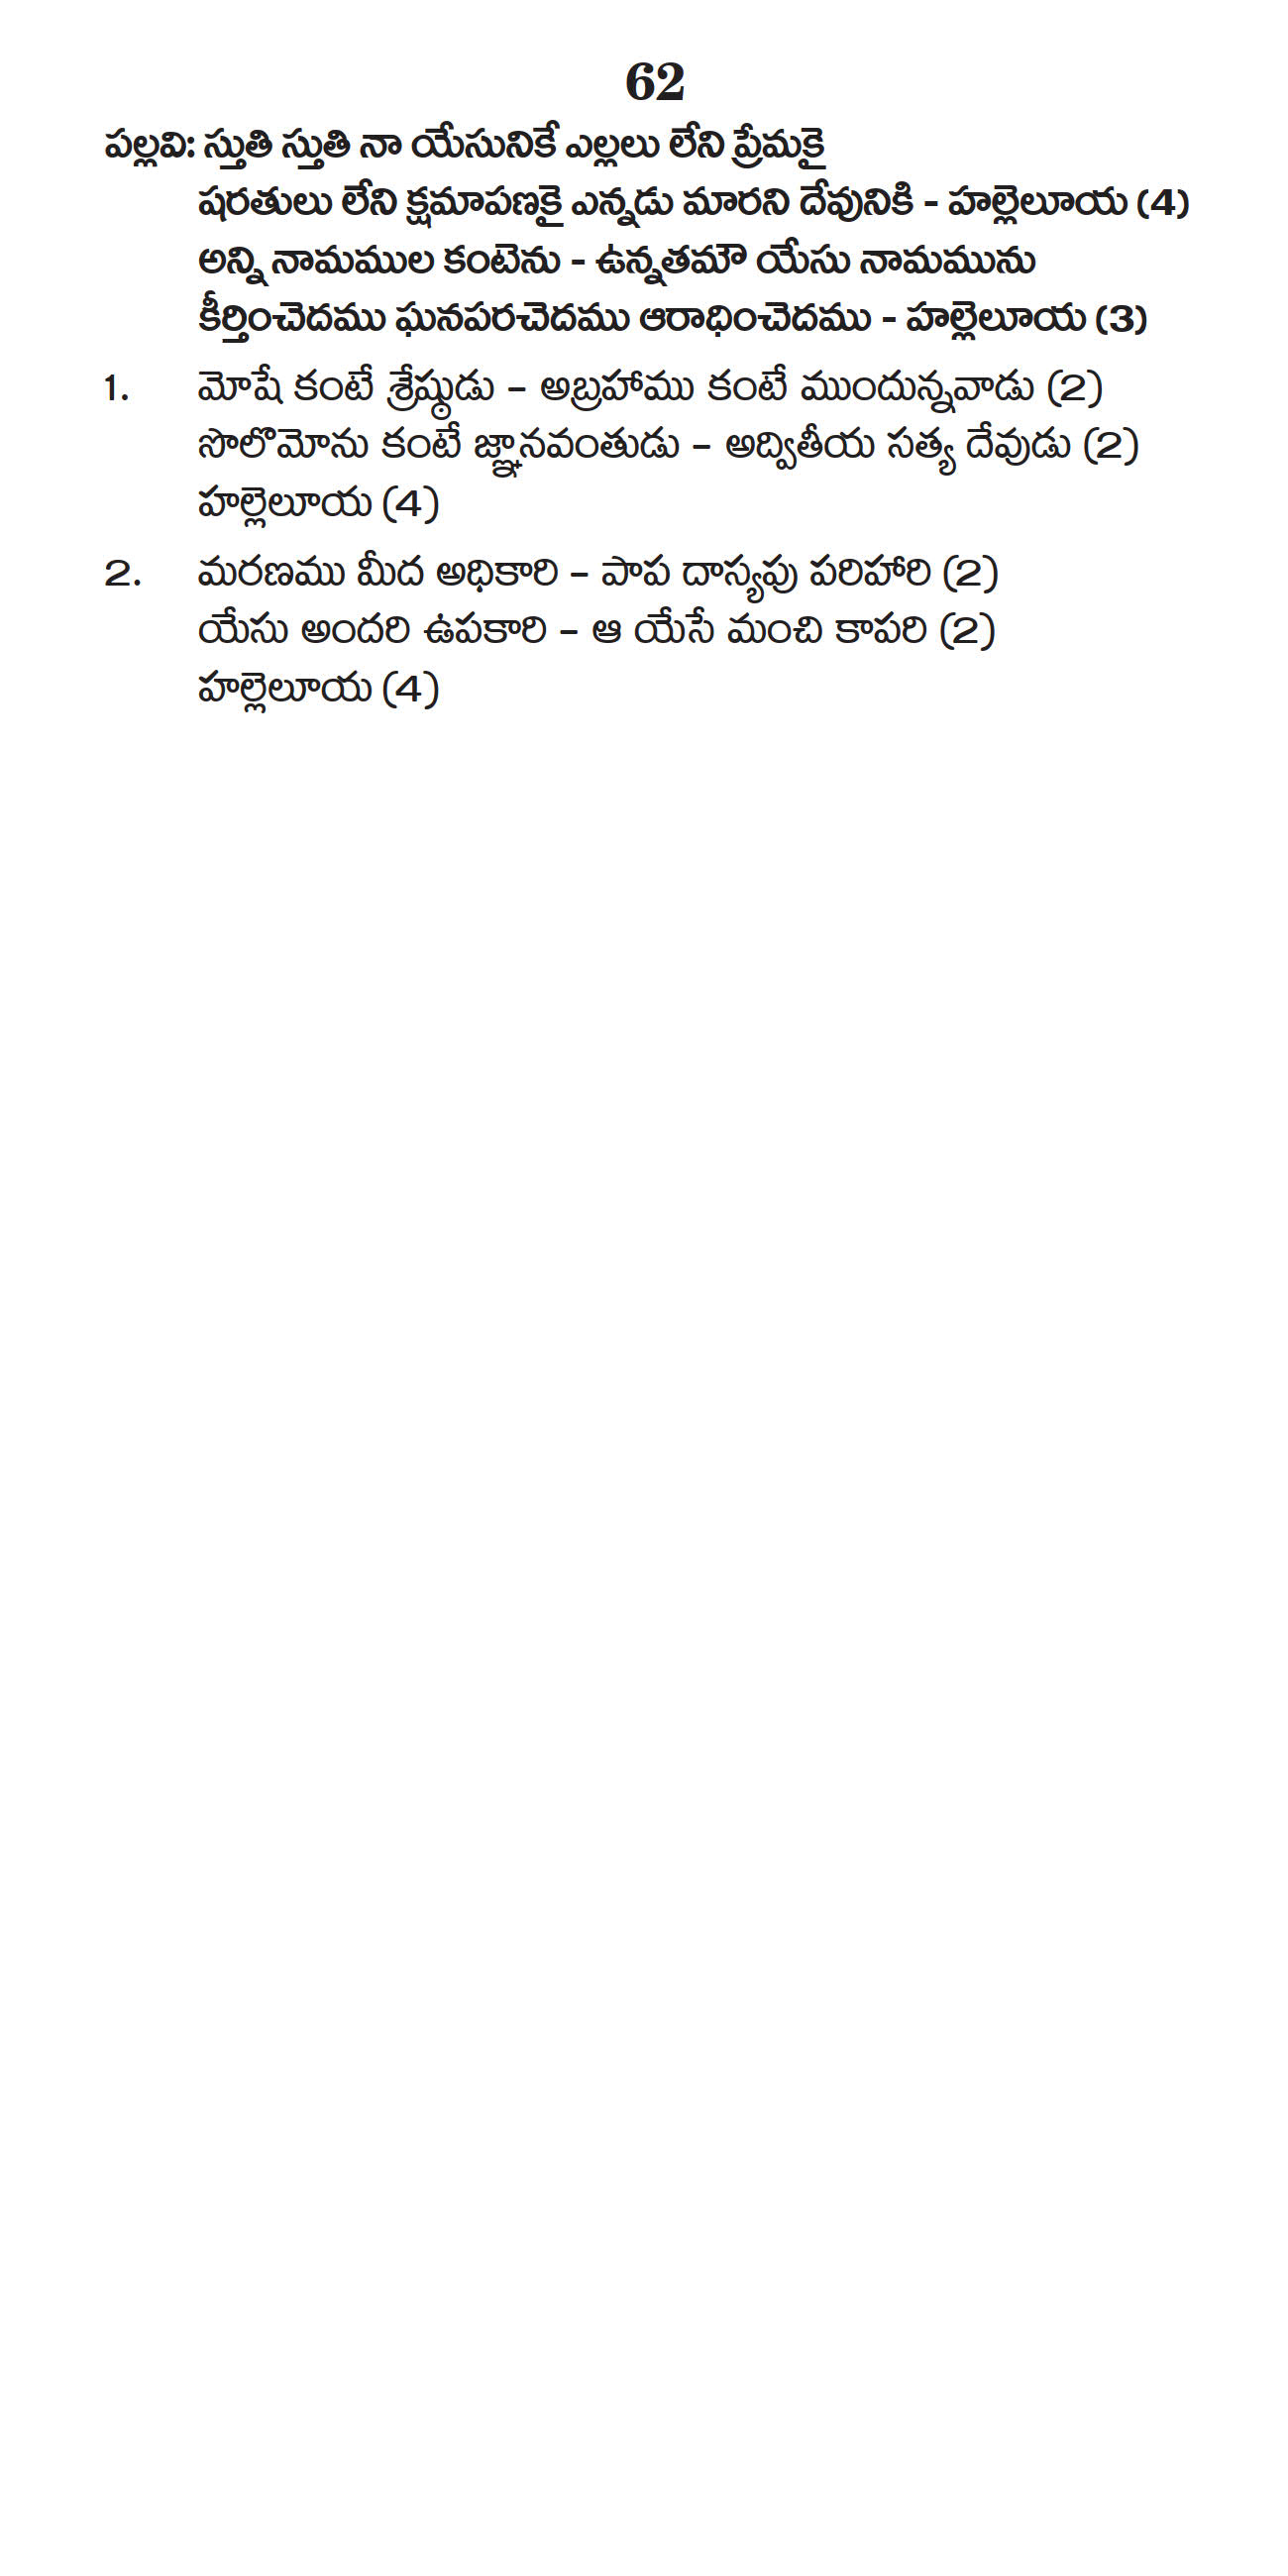 62
పల్లవి: స్తుతి స్తుతి నా యేసునికే ఎల్లలు లేని ప్రేమకై
షరతులు లేని క్షమాపణకై ఎన్నడు మారని దేవునికి - హల్లెలూయ (4)
అన్ని నామముల కంటెను - ఉన్నతమౌ యేసు నామమును
కీర్తించెదము ఘనపరచెదము ఆరాధించెదము - హల్లెలూయ (3)
1. మోషే కంటే శ్రేష్ఠుడు – అబ్రహాము కంటే ముందున్నవాడు (2)
సొలొమోను కంటే జ్ఞానవంతుడు – అద్వితీయ సత్య దేవుడు (2)
హల్లెలూయ (4)
2. మరణము మీద అధికారి – పాప దాస్యపు పరిహారి (2)
యేసు అందరి ఉపకారి – ఆ యేసే మంచి కాపరి (2)
హల్లెలూయ (4)